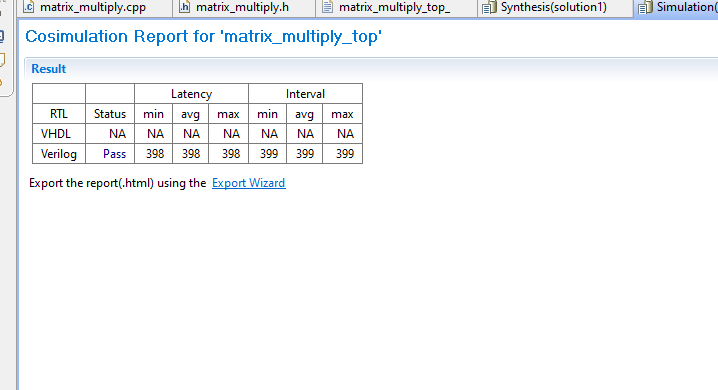 matrix_multiply.cpp matrix_multiply.h matrix_multiply_top_ Synthesis(solution1) Simulation(
Cosimulation Report for 'matrix_multiply_top'
Result
Latency Interval
RTL Status min avg max min avg max
VHDL NA NA NA NA NA NA NA
Verilog Pass 398 398 398 399 399 399
Export the report(.html) using the Export Wizard